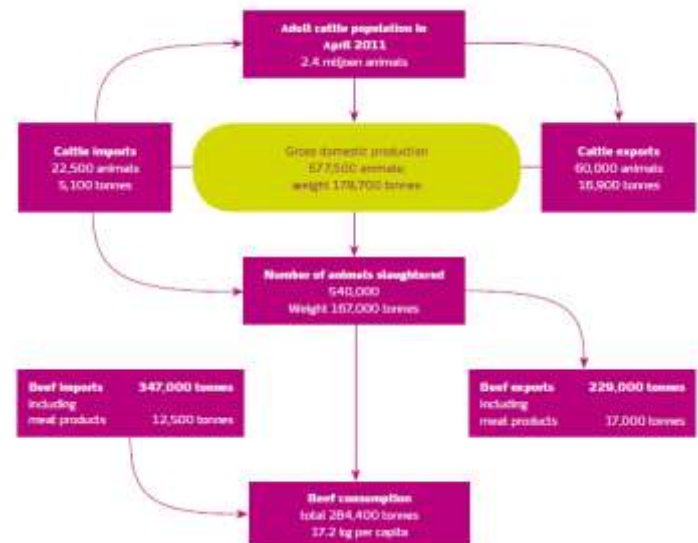 Adult cattle population in
April 2011
2.4 miljoen animals
Cattle imports
22,500 animals
5,100 tonnes
Gross domestic production
577,500 animals
weight 178,700 tonnes
Cattle exports
60,000 animals
16,900 tonnes
Number of animals slaughtered
540,000
Weight 167,000 tonnes
Beef imports 347,000 tonnes
including
meat products 12,500 tonnes
Beef exports 229,000 tonnes
including
meat products 17,000 tonnes
Beef consumption
total 284,400 tonnes
17.2 kg per capita